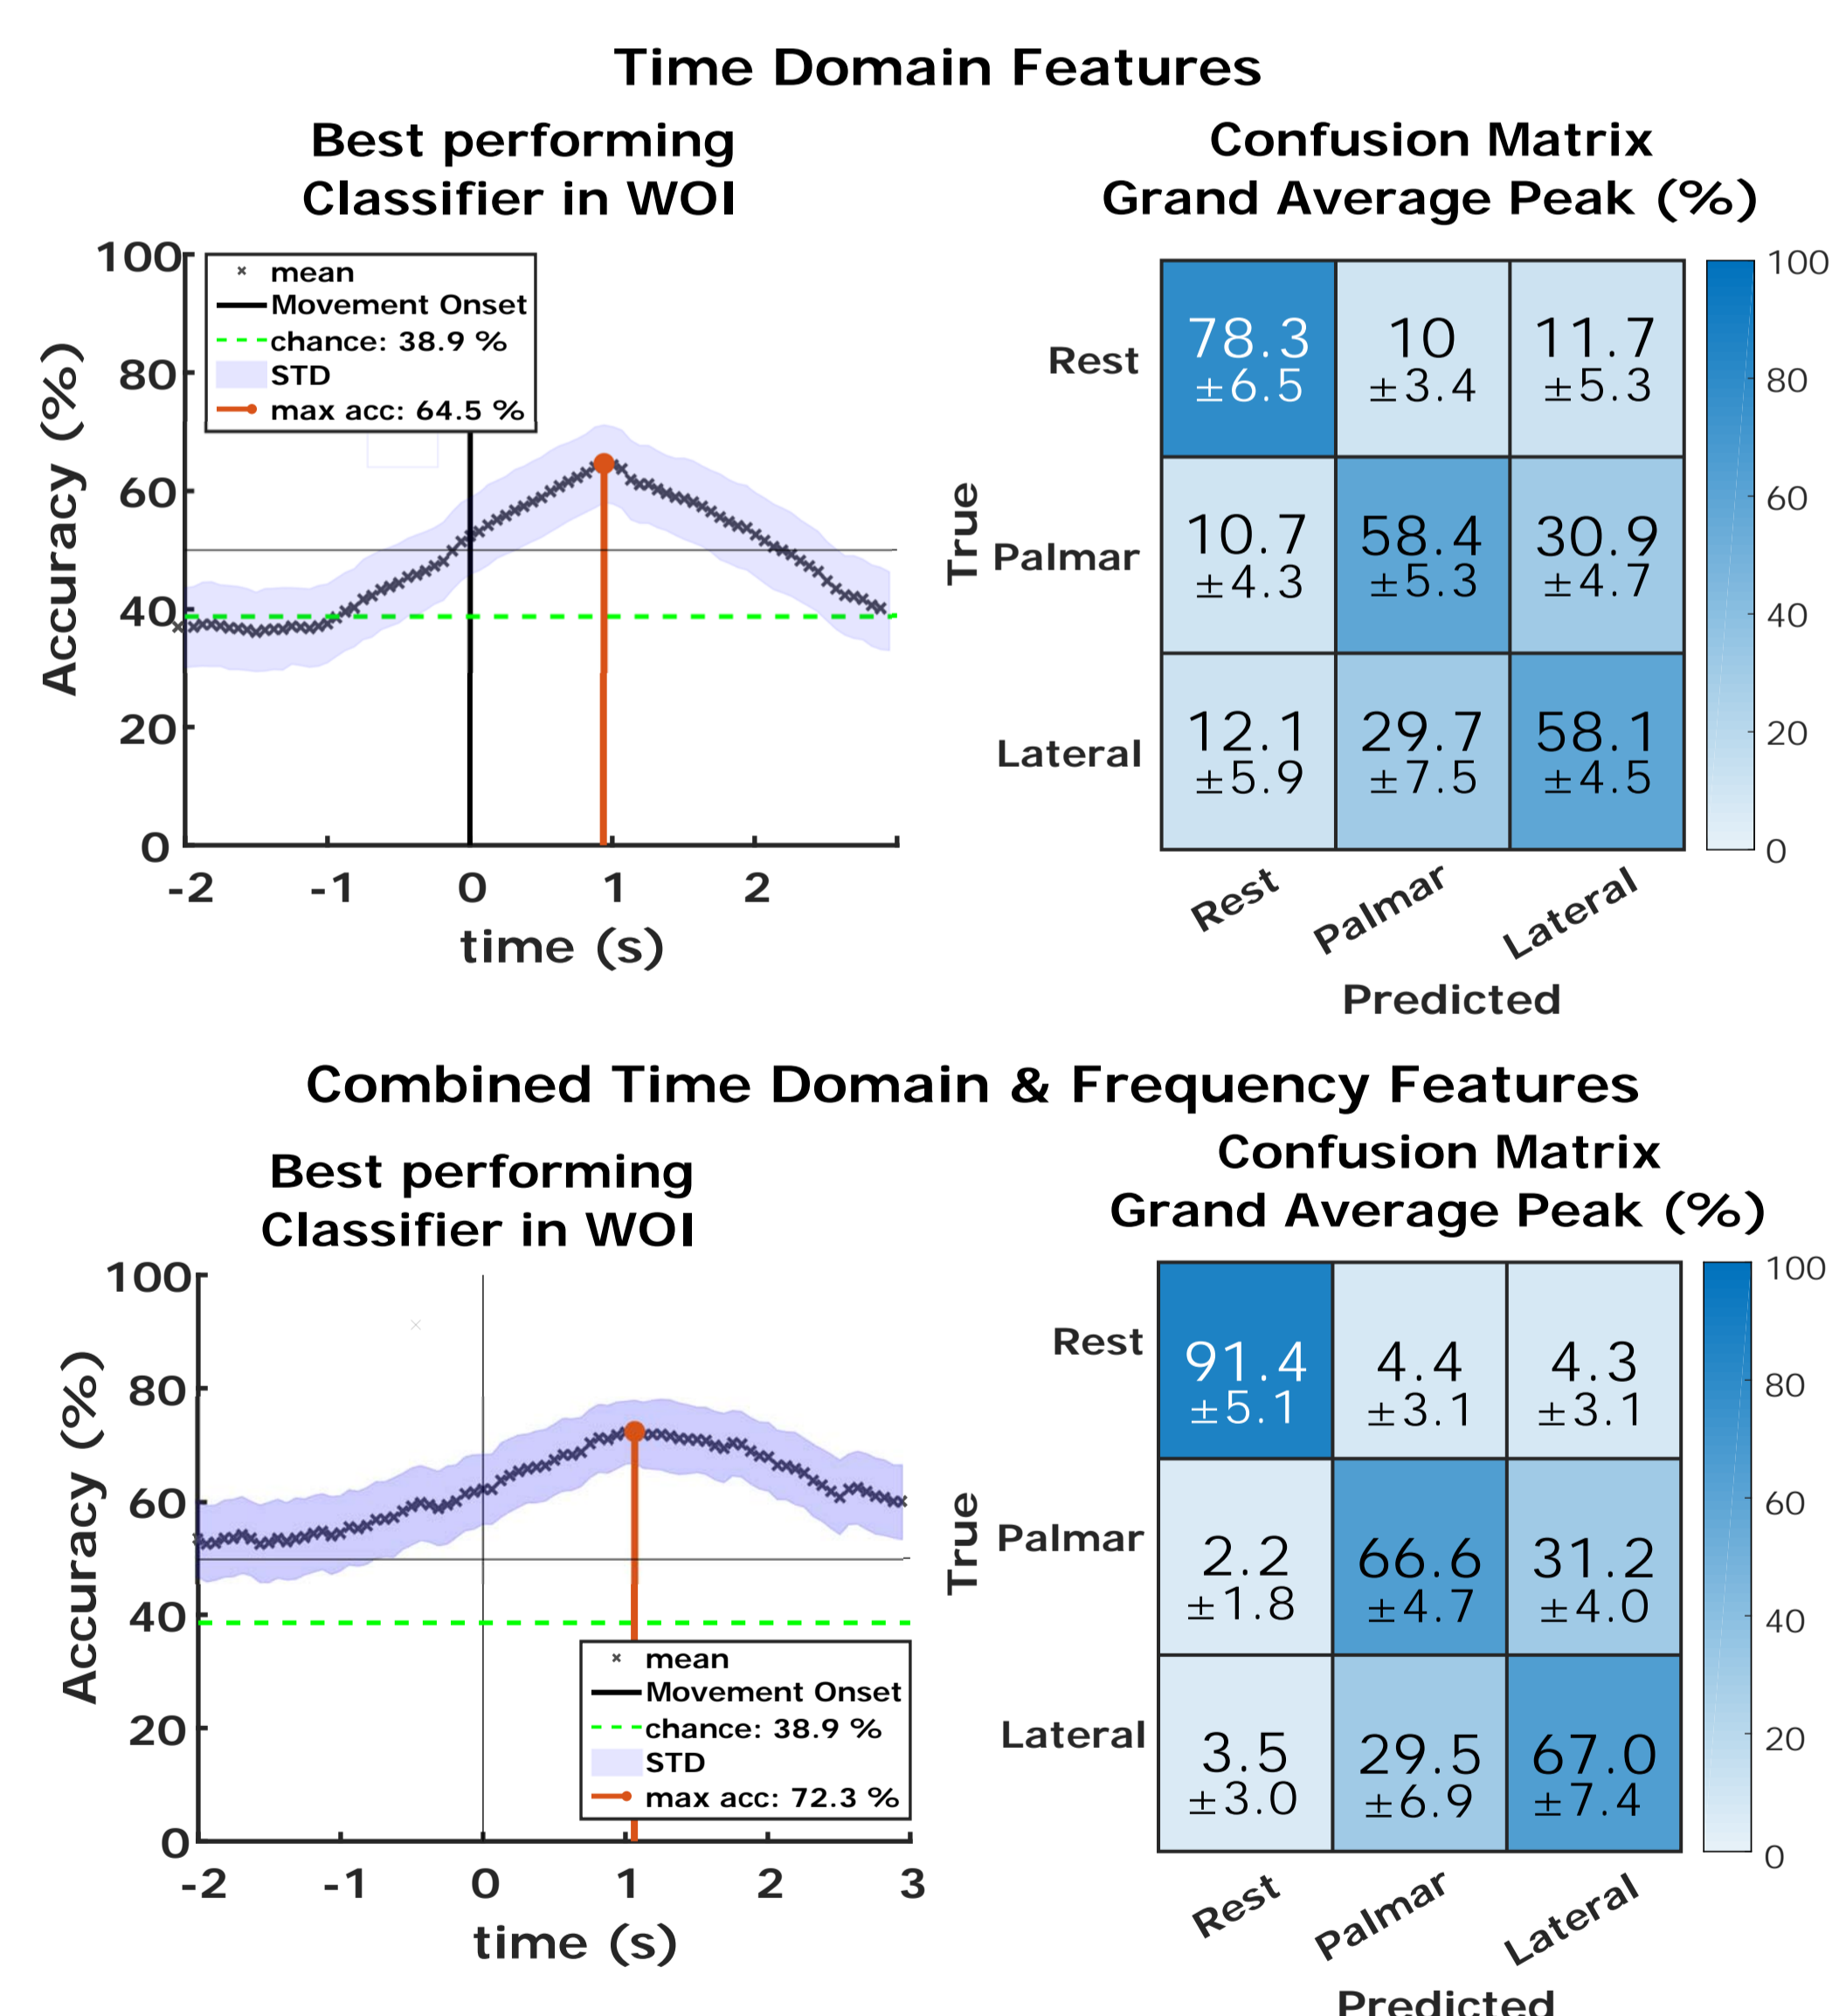 Time Domain Features
Best performing
Classifier in WOI
100
80
60
40
20
0
Accuracy (%)
mean
Movement Onset
chance: 38.9 %
STD
max acc: 64.5 %
-2 -1 0 1 2
time (s)
Confusion Matrix
Grand Average Peak (%)
True
Rest
78.3 10 11.7
±6.5 ±3.4 ±5.3
Palmar
10.7 58.4 30.9
±4.3 ±5.3 ±4.7
Lateral
12.1 29.7 58.1
±5.9 ±7.5 ±4.5
Rest Palmar Lateral
Predicted
100
80
60
40
20
0
Combined Time Domain & Frequency Features
Best performing
Classifier in WOI
100
80
60
40
20
0
Accuracy (%)
mean
Movement Onset
chance: 38.9 %
STD
max acc: 72.3 %
-2 -1 0 1 2 3
time (s)
Confusion Matrix
Grand Average Peak (%)
True
Rest
91.4 4.4 4.3
±5.1 ±3.1 ±3.1
Palmar
2.2 66.6 31.2
±1.8 ±4.7 ±4.0
Lateral
3.5 29.5 67.0
±3.0 ±6.9 ±7.4
Rest Palmar Lateral
Predicted
100
80
60
40
20
0